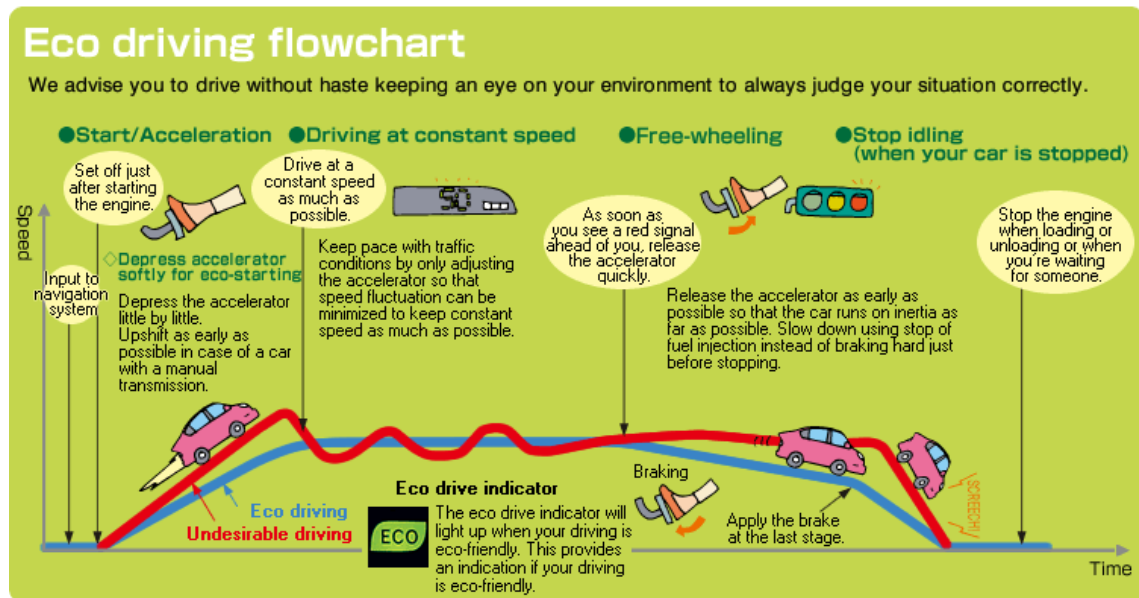 Eco driving flowchart
We advise you to drive without haste keeping an eye on your environment to always judge your situation correctly.
●Start/Acceleration
●Driving at constant speed
●Free-wheeling
●Stop idling
(when your car is stopped)
Speed
Input to
navigation
system
Set off just
after starting
the engine.
◇Depress accelerator
softly for eco-starting
Depress the accelerator
little by little.
Upshift as early as
possible in case of a car
with a manual
transmission.
Drive at a
constant speed
as much as
possible.
Keep pace with traffic
conditions by only adjusting
the accelerator so that
speed fluctuation can be
minimized to keep constant
speed as much as possible.
As soon as
you see a red signal
ahead of you, release
the accelerator
quickly.
Release the accelerator as early as
possible so that the car runs on inertia as
far as possible. Slow down using stop of
fuel injection instead of braking hard just
before stopping.
Stop the engine
when loading or
unloading or when
you're waiting
for someone.
Eco driving
Undesirable driving
Eco drive indicator
ECO
The eco drive indicator will
light up when your driving is
eco-friendly. This provides
an indication if your driving
is eco-friendly.
Braking
Apply the brake
at the last stage.
SCREECH!
Time